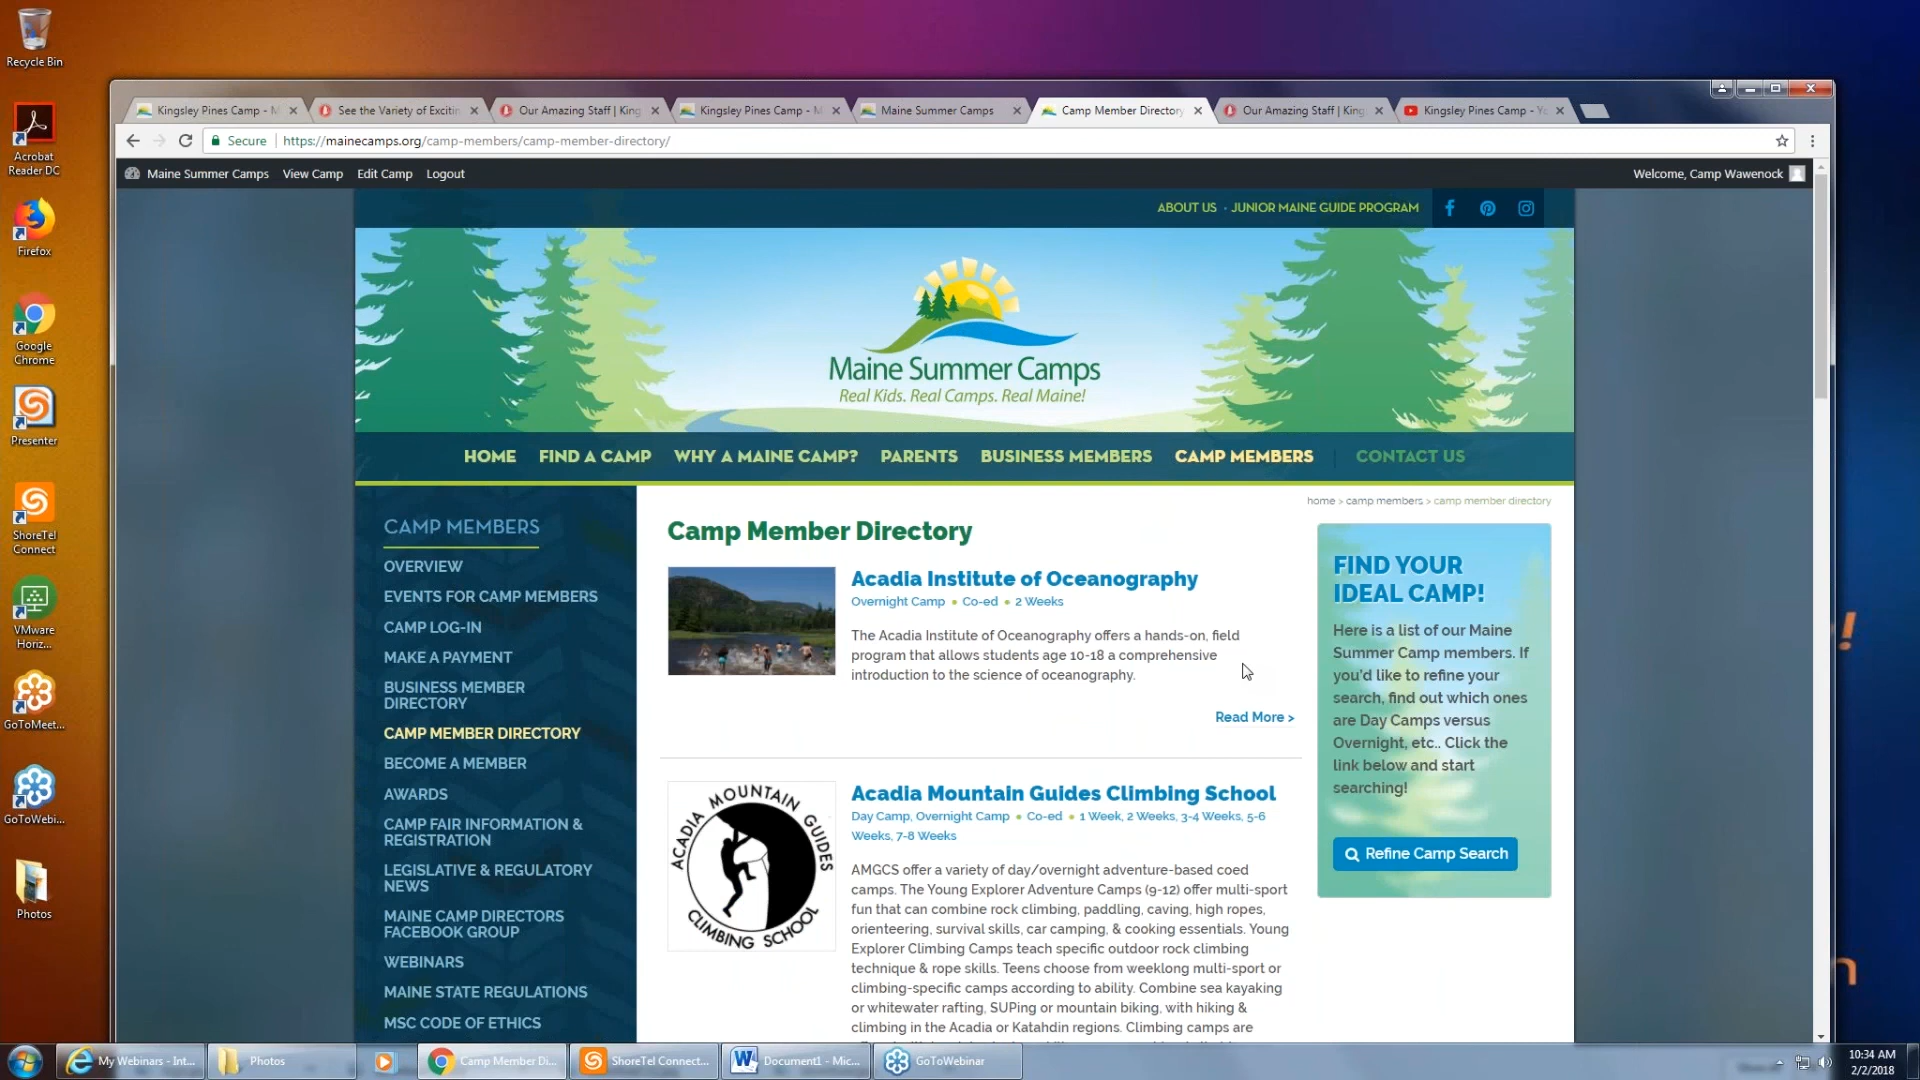 Recycle Bin
Acrobat
Reader DC
Firefox
Google
Chrome
Presenter
ShoreTel
Connect
VMware
Horiz...
GoToMeet...
GoToWebi...
Photos
Kingsley Pines Camp - M
See the Variety of Excitin
Our Amazing Staff | King
Kingsley Pines Camp - M
Maine Summer Camps
Camp Member Directory
Our Amazing Staff | King
Kingsley Pines Camp - Yo
Secure
https://mainecamps.org/camp-members/camp-member-directory/
Maine Summer Camps View Camp Edit Camp Logout
Welcome, Camp Wawenock
ABOUT US · JUNIOR MAINE GUIDE PROGRAM
Maine Summer Camps
Real Kids. Real Camps. Real Maine!
HOME FIND A CAMP WHY A MAINE CAMP? PARENTS BUSINESS MEMBERS CAMP MEMBERS CONTACT US
home > camp members > camp member directory
CAMP MEMBERS
OVERVIEW
EVENTS FOR CAMP MEMBERS
CAMP LOG-IN
MAKE A PAYMENT
BUSINESS MEMBER
DIRECTORY
CAMP MEMBER DIRECTORY
BECOME A MEMBER
AWARDS
CAMP FAIR INFORMATION &
REGISTRATION
LEGISLATIVE & REGULATORY
NEWS
MAINE CAMP DIRECTORS
FACEBOOK GROUP
WEBINARS
MAINE STATE REGULATIONS
MSC CODE OF ETHICS
Camp Member Directory
Acadia Institute of Oceanography
Overnight Camp • Co-ed • 2 Weeks
The Acadia Institute of Oceanography offers a hands-on, field
program that allows students age 10-18 a comprehensive
introduction to the science of oceanography.
Read More >
ACADIA MOUNTAIN GUIDES
CLIMBING SCHOOL
Acadia Mountain Guides Climbing School
Day Camp, Overnight Camp • Co-ed • 1 Week, 2 Weeks, 3-4 Weeks, 5-6
Weeks, 7-8 Weeks
AMGCS offer a variety of day/overnight adventure-based coed
camps. The Young Explorer Adventure Camps (9-12) offer multi-sport
fun that can combine rock climbing, paddling, caving, high ropes,
orienteering, survival skills, car camping, & cooking essentials. Young
Explorer Climbing Camps teach specific outdoor rock climbing
technique & rope skills. Teens choose from weeklong multi-sport or
climbing-specific camps according to ability. Combine sea kayaking
or whitewater rafting, SUPing or mountain biking, with hiking &
climbing in the Acadia or Katahdin regions. Climbing camps are
FIND YOUR
IDEAL CAMP!
Here is a list of our Maine
Summer Camp members. If
you'd like to refine your
search, find out which ones
are Day Camps versus
Overnight, etc.. Click the
link below and start
searching!
Refine Camp Search
My Webinars - Int...
Photos
Camp Member Di...
ShoreTel Connect...
Document1 - Mic...
GoToWebinar
10:34 AM
2/2/2018